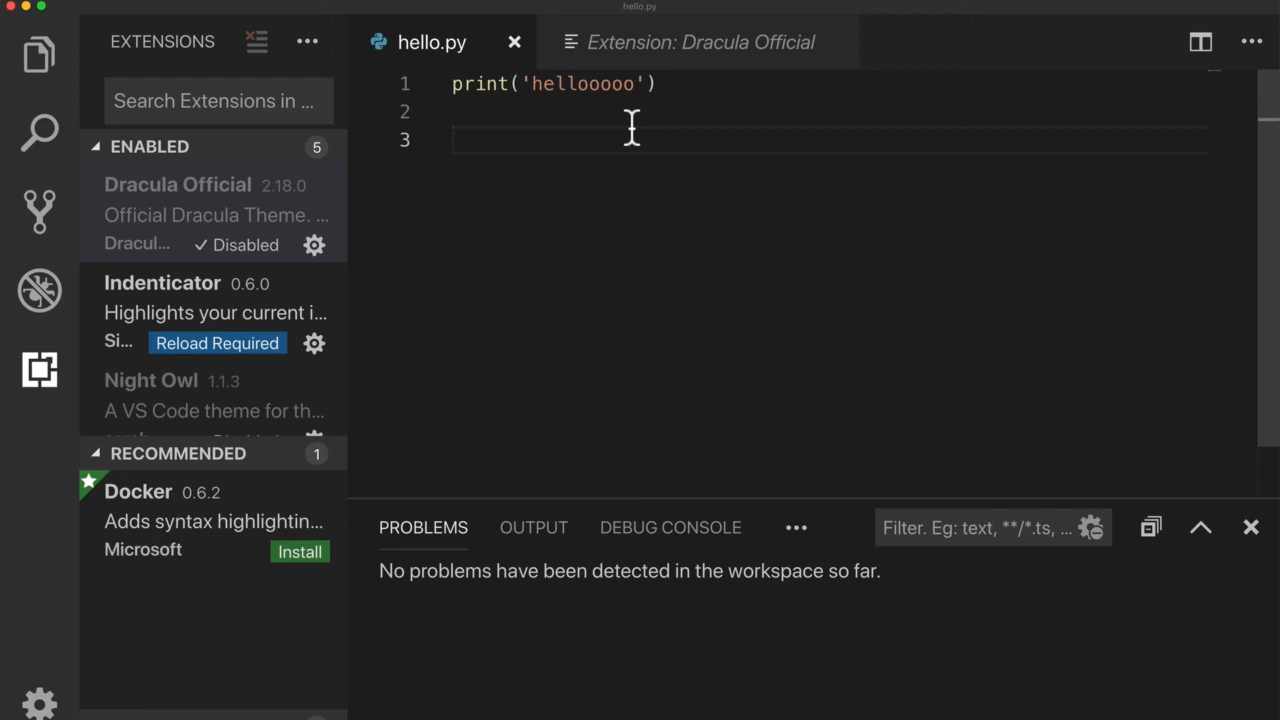 hello.py
EXTENSIONS
Search Extensions in ...
ENABLED 5
Dracula Official 2.18.0
Official Dracula Theme. ...
Dracul... ✓ Disabled
Indenticator 0.6.0
Highlights your current i...
Si... Reload Required
Night Owl 1.1.3
A VS Code theme for th...
RECOMMENDED 1
Docker 0.6.2
Adds syntax highlightin...
Microsoft Install
hello.py Extension: Dracula Official
1 print('hellooooo')
2
3
PROBLEMS OUTPUT DEBUG CONSOLE ... Filter. Eg: text, **/*.ts, ...
No problems have been detected in the workspace so far.